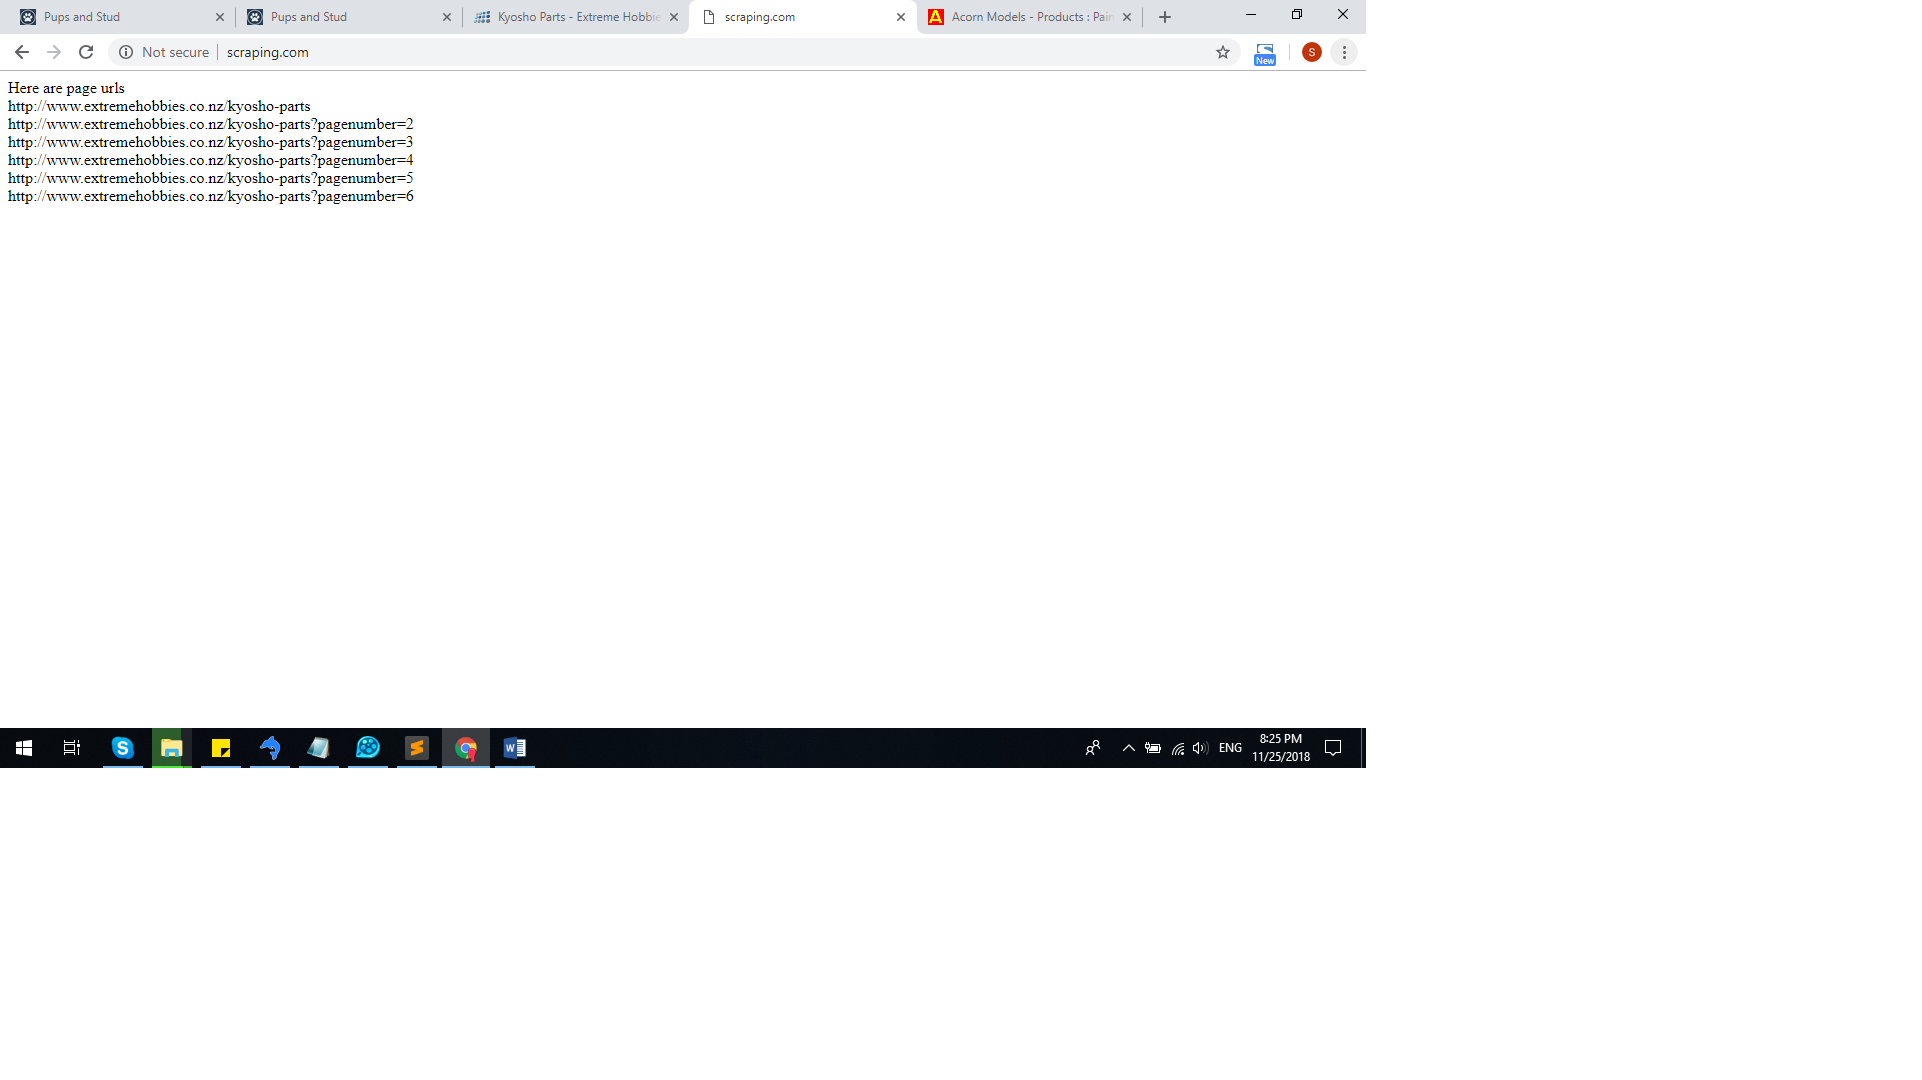 Pups and Stud
Pups and Stud
Kyosho Parts - Extreme Hobbie
scraping.com
A
Acorn Models - Products : Pain
Not secure
scraping.com
New
S
Here are page urls
http://www.extremehobbies.co.nz/kyosho-parts
http://www.extremehobbies.co.nz/kyosho-parts?pagenumber=2
http://www.extremehobbies.co.nz/kyosho-parts?pagenumber=3
http://www.extremehobbies.co.nz/kyosho-parts?pagenumber=4
http://www.extremehobbies.co.nz/kyosho-parts?pagenumber=5
http://www.extremehobbies.co.nz/kyosho-parts?pagenumber=6
S
S
W
ENG
8:25 PM
11/25/2018